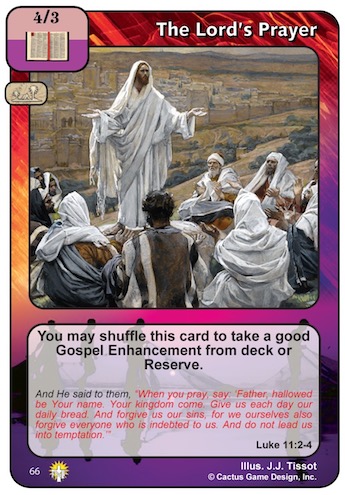 4/3
The Lord's Prayer
You may shuffle this card to take a good
Gospel Enhancement from deck or
Reserve.
And He said to them, "When you pray, say: 'Father, hallowed
be Your name. Your kingdom come. Give us each day our
daily bread. And forgive us our sins, for we ourselves also
forgive everyone who is indebted to us. And do not lead us
into temptation.'"
Luke 11:2-4
66
Illus. J.J. Tissot
© Cactus Game Design, Inc.